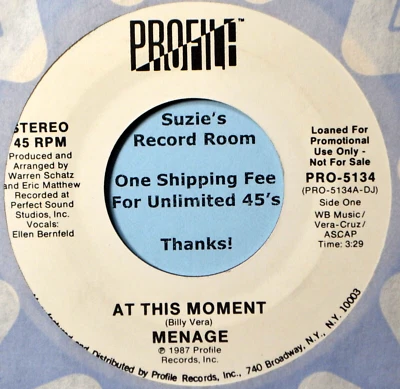 PROFILE™
STEREO
45 RPM
Produced and
Arranged by
Warren Schatz
and Eric Matthew
Recorded at
Perfect Sound
Studios, Inc.
Vocals:
Ellen Bernfeld
Suzie's
Record Room
One Shipping Fee
For Unlimited 45's
Thanks!
Loaned For
Promotional
Use Only -
Not For Sale
PRO-5134
(PRO-5134A-DJ)
Side One
WB Music/
Vera-Cruz/
ASCAP
Time: 3:29
AT THIS MOMENT
(Billy Vera)
MENAGE
℗ 1987 Profile
Records, Inc.
Distributed by Profile Records, Inc., 740 Broadway, N.Y., N.Y. 10003